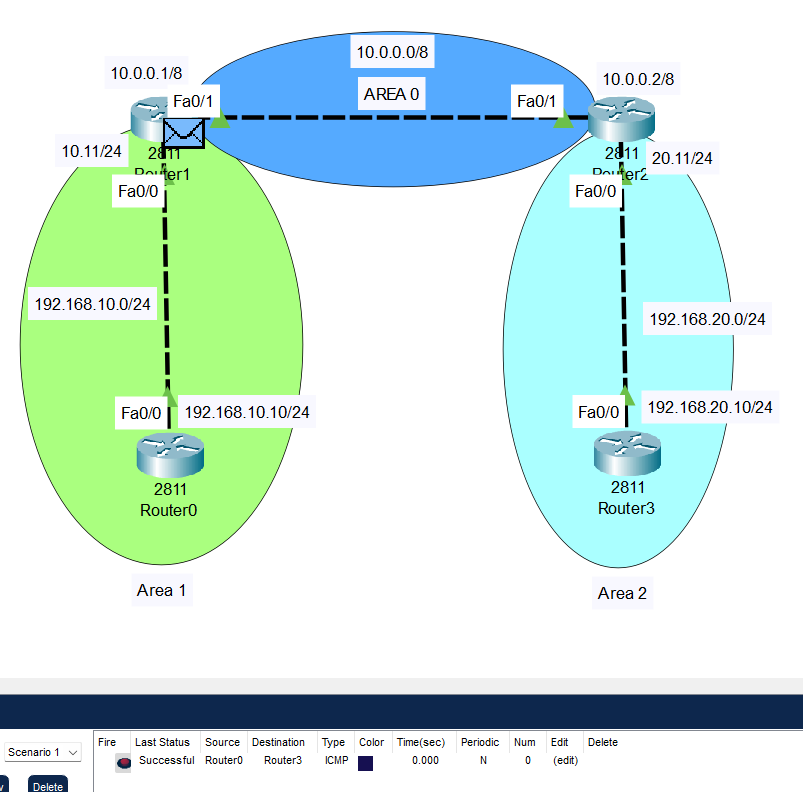 10.0.0.0/8
10.0.0.1/8
10.0.0.2/8
Fa0/1
AREA 0
Fa0/1
10.11/24
2811
Router1
2811
Router2
20.11/24
Fa0/0
Fa0/0
192.168.10.0/24
192.168.20.0/24
Fa0/0
192.168.10.10/24
Fa0/0
192.168.20.10/24
2811
Router0
2811
Router3
Area 1
Area 2
Scenario 1
Fire Last Status Source Destination Type Color Time(sec) Periodic Num Edit Delete
Successful Router0 Router3 ICMP 0.000 N 0 (edit)
Delete